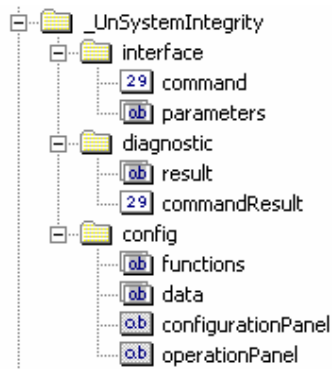 _UnSystemIntegrity
interface
29 command
ab parameters
diagnostic
ab result
29 commandResult
config
ab functions
ab data
ab configurationPanel
ab operationPanel